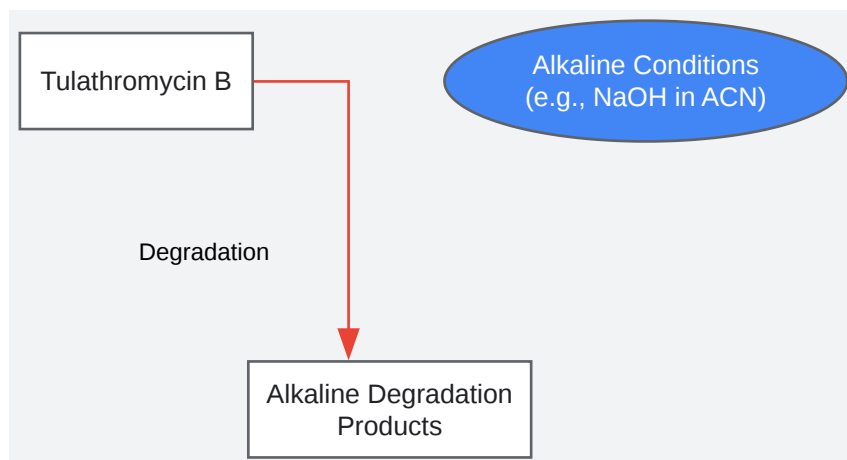 Tulathromycin B
Alkaline Conditions
(e.g., NaOH in ACN)
Degradation
Alkaline Degradation
Products